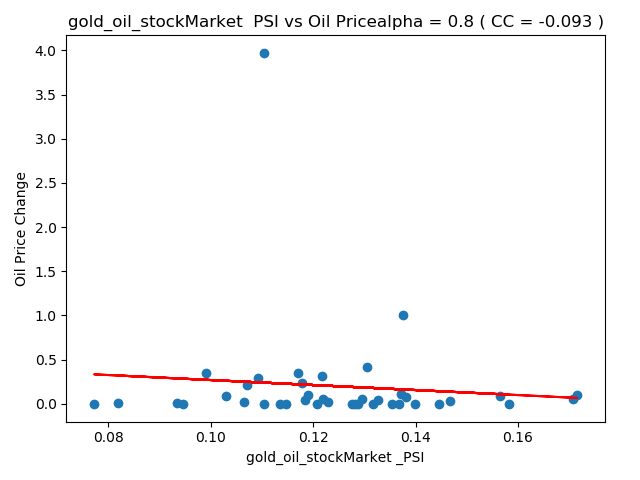 gold_oil_stockMarket  PSI vs Oil Pricealpha = 0.8 ( CC = -0.093 )
4.0
3.5
3.0
2.5
2.0
1.5
1.0
0.5
0.0
Oil Price Change
0.08 0.10 0.12 0.14 0.16
gold_oil_stockMarket _PSI